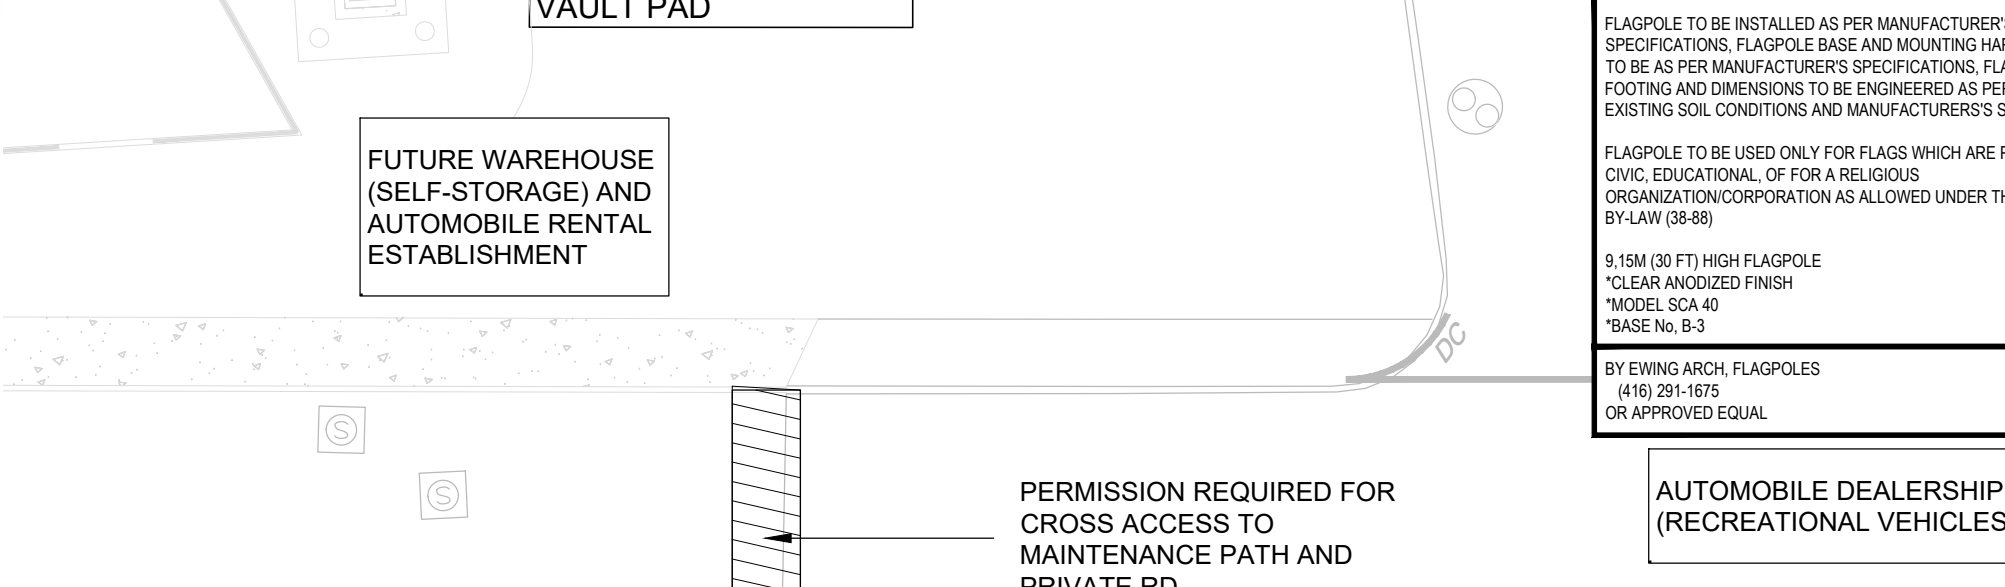 VAULT PAD
FUTURE WAREHOUSE
(SELF-STORAGE) AND
AUTOMOBILE RENTAL
ESTABLISHMENT
DC
S
S
PERMISSION REQUIRED FOR
CROSS ACCESS TO
MAINTENANCE PATH AND
PRIVATE RD
FLAGPOLE TO BE INSTALLED AS PER MANUFACTURER'S
SPECIFICATIONS, FLAGPOLE BASE AND MOUNTING
TO BE AS PER MANUFACTURER'S SPECIFICATIONS,
FOOTING AND DIMENSIONS TO BE ENGINEERED AS PER
EXISTING SOIL CONDITIONS AND MANUFACTURERS'S
FLAGPOLE TO BE USED ONLY FOR FLAGS WHICH ARE
CIVIC, EDUCATIONAL, OF FOR A RELIGIOUS
ORGANIZATION/CORPORATION AS ALLOWED UNDER
BY-LAW (38-88)
9,15M (30 FT) HIGH FLAGPOLE
*CLEAR ANODIZED FINISH
*MODEL SCA 40
*BASE No, B-3
BY EWING ARCH, FLAGPOLES
(416) 291-1675
OR APPROVED EQUAL
AUTOMOBILE DEALERSHIP
(RECREATIONAL VEHICLES